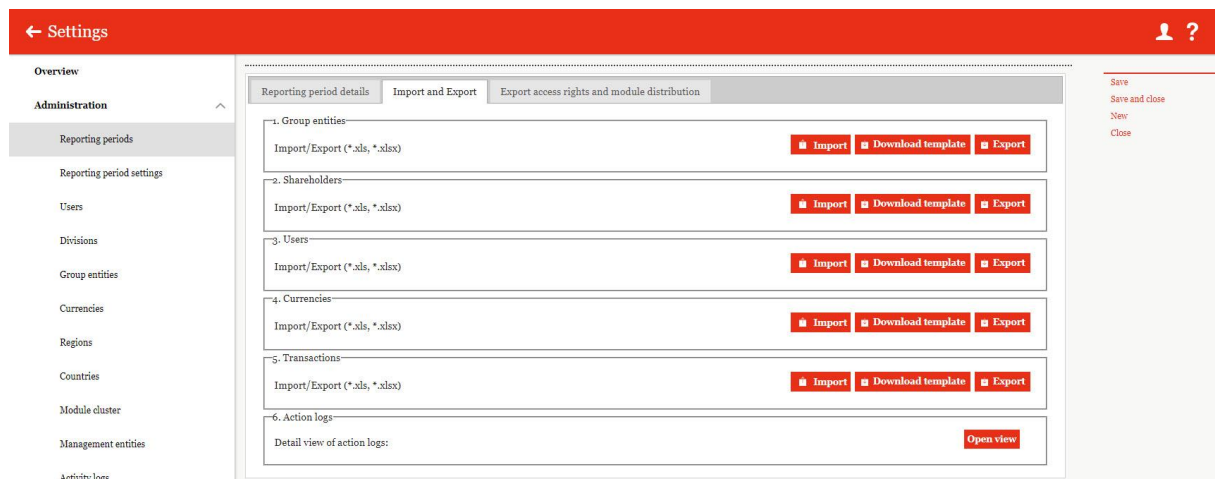 ← Settings
?
Overview
Administration
Reporting periods
Reporting period settings
Users
Divisions
Group entities
Currencies
Regions
Countries
Module cluster
Management entities
Activity logs
Reporting period details Import and Export Export access rights and module distribution
1. Group entities
Import/Export (*.xls, *.xlsx) Import Download template Export
2. Shareholders
Import/Export (*.xls, *.xlsx) Import Download template Export
3. Users
Import/Export (*.xls, *.xlsx) Import Download template Export
4. Currencies
Import/Export (*.xls, *.xlsx) Import Download template Export
5. Transactions
Import/Export (*.xls, *.xlsx) Import Download template Export
6. Action logs
Detail view of action logs: Open view
Save
Save and close
New
Close